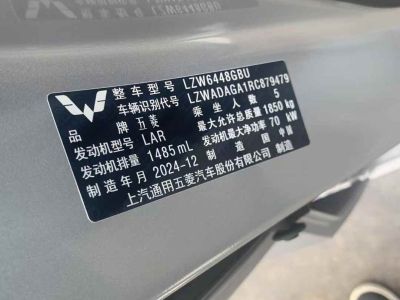 整车型号 LZW6448GBU
车辆识别代号 LZWADAGA1RC879479
品牌 五菱 乘坐人数 5
发动机型号 LAR 最大允许总质量 1850 kg
发动机排量 1485 mL 发动机最大净功率 70 kW
制造年月 2024-12 制造国 中国
上汽通用五菱汽车股份有限公司 制造